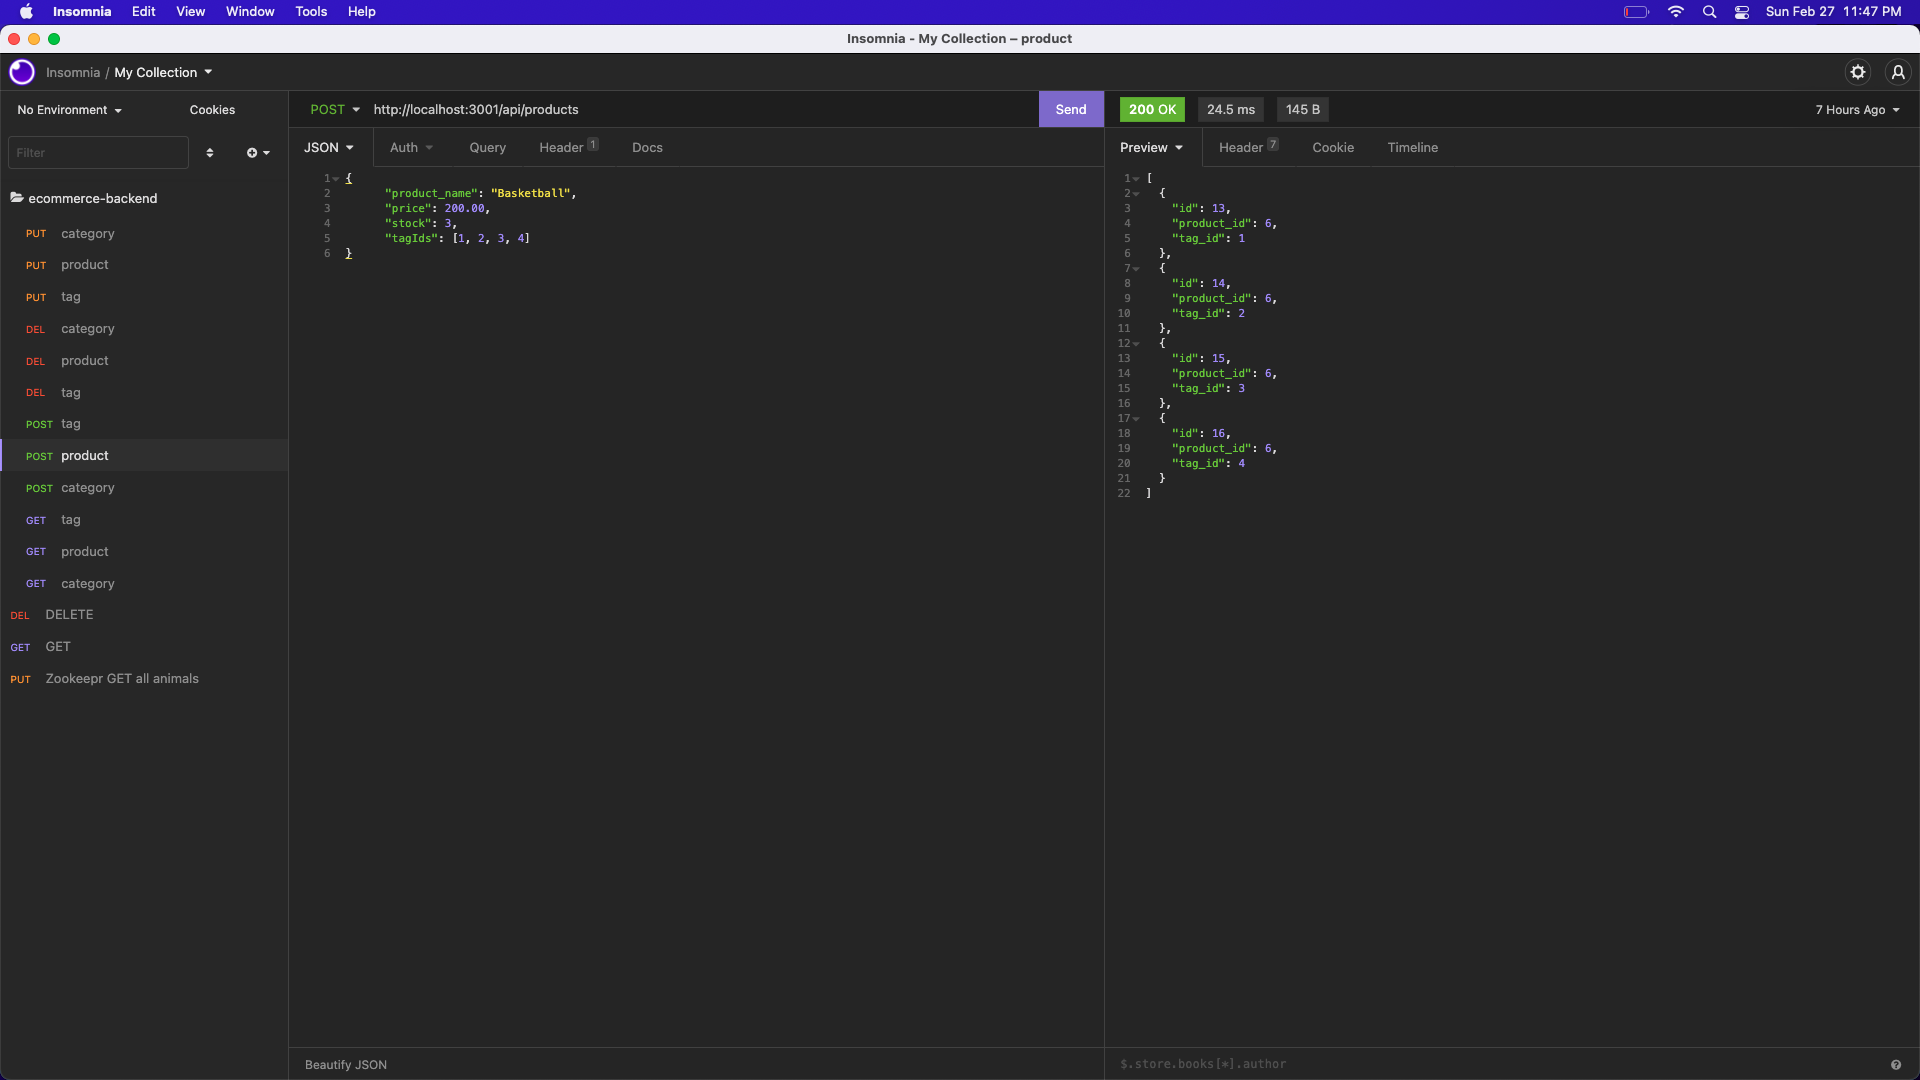 Insomnia Edit View Window Tools Help Sun Feb 27 11:47 PM
Insomnia - My Collection – product
Insomnia / My Collection
No Environment Cookies
Filter
ecommerce-backend
PUT category
PUT product
PUT tag
DEL category
DEL product
DEL tag
POST tag
POST product
POST category
GET tag
GET product
GET category
DEL DELETE
GET GET
PUT Zookeepr GET all animals
POST http://localhost:3001/api/products Send
JSON Auth Query Header 1 Docs
1 {
2 "product_name": "Basketball",
3 "price": 200.00,
4 "stock": 3,
5 "tagIds": [1, 2, 3, 4]
6 }
Beautify JSON
200 OK 24.5 ms 145 B 7 Hours Ago
Preview Header 7 Cookie Timeline
1 [
2 {
3 "id": 13,
4 "product_id": 6,
5 "tag_id": 1
6 },
7 {
8 "id": 14,
9 "product_id": 6,
10 "tag_id": 2
11 },
12 {
13 "id": 15,
14 "product_id": 6,
15 "tag_id": 3
16 },
17 {
18 "id": 16,
19 "product_id": 6,
20 "tag_id": 4
21 }
22 ]
$.store.books[*].author